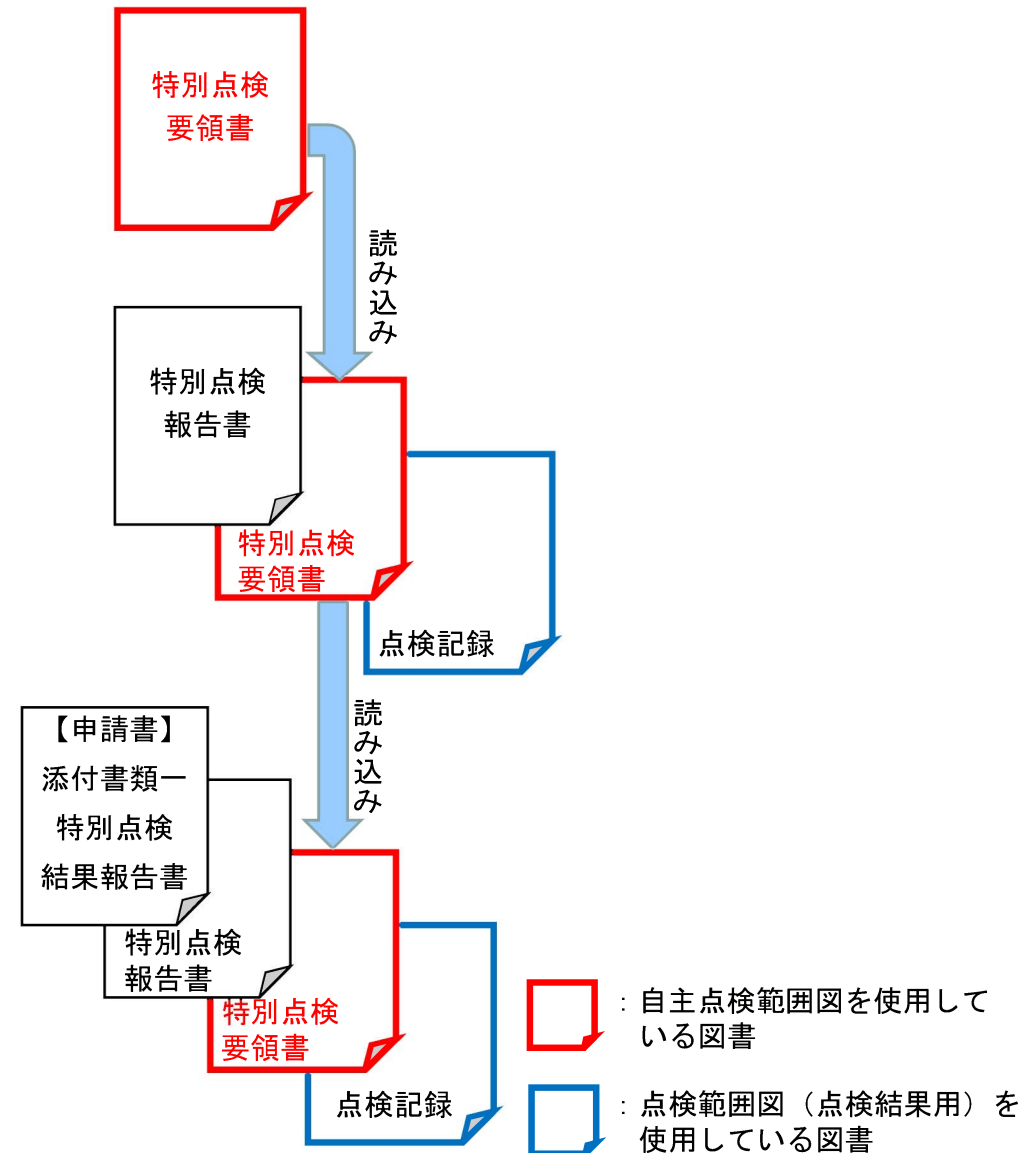 特別点検
要領書
読み込み
特別点検
報告書
特別点検
要領書
点検記録
読み込み
【申請書】
添付書類一
特別点検
結果報告書
特別点検
報告書
特別点検
要領書
点検記録
：自主点検範囲図を使用して
いる図書
：点検範囲図（点検結果用）を
使用している図書